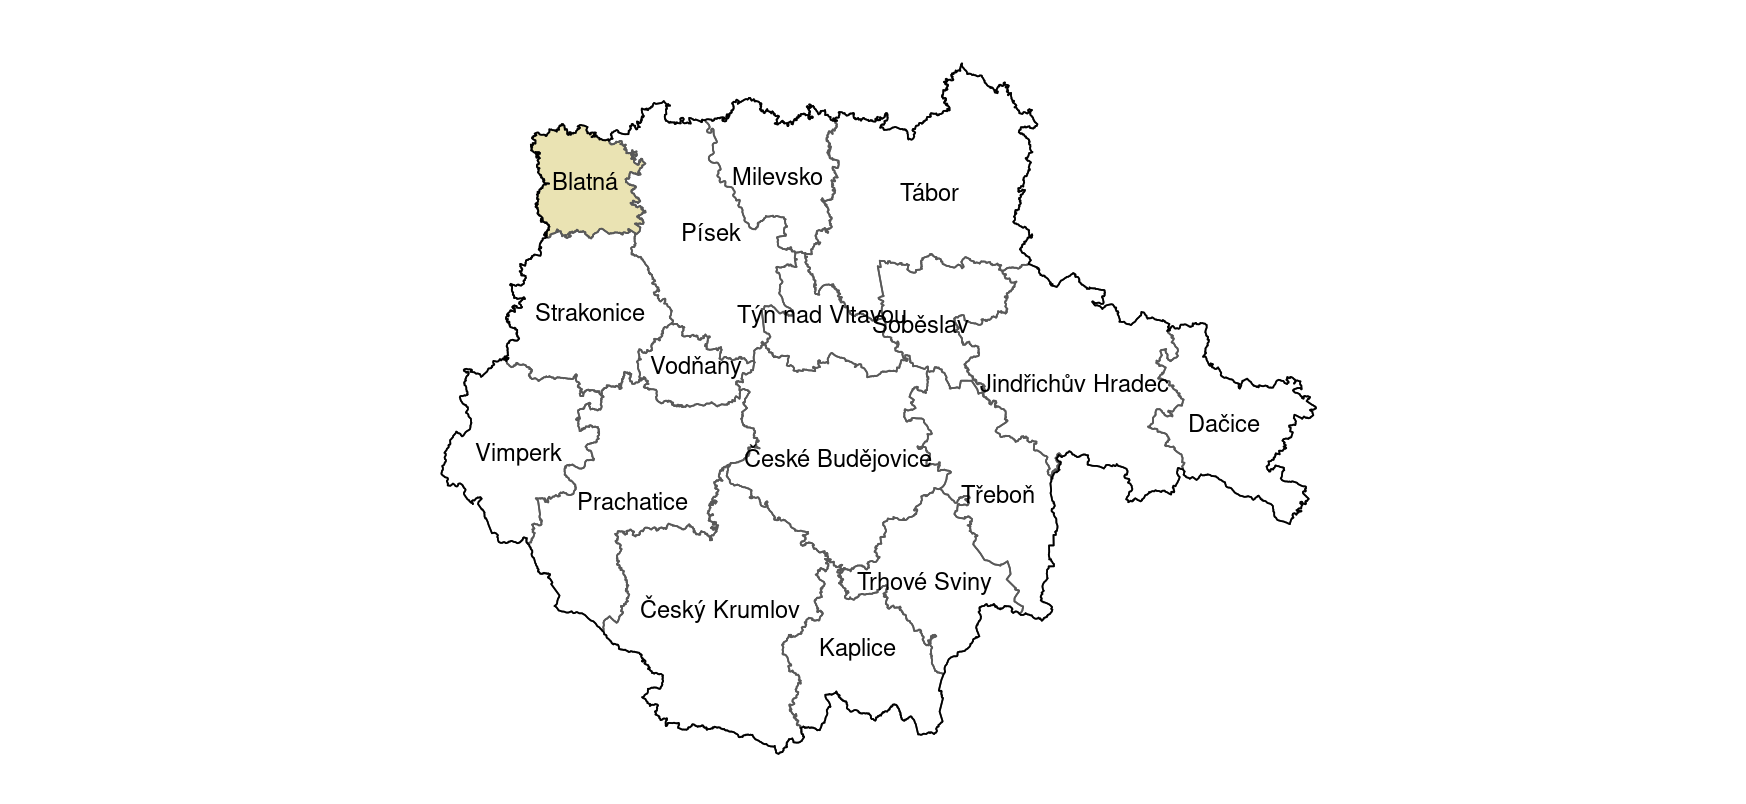 Milevsko
Blatná
Tábor
Písek
Strakonice
Týn nad Vltavou
Soběslav
Vodňany
Jindřichův Hradec
Dačice
Vimperk
České Budějovice
Třeboň
Prachatice
Trhové Sviny
Český Krumlov
Kaplice